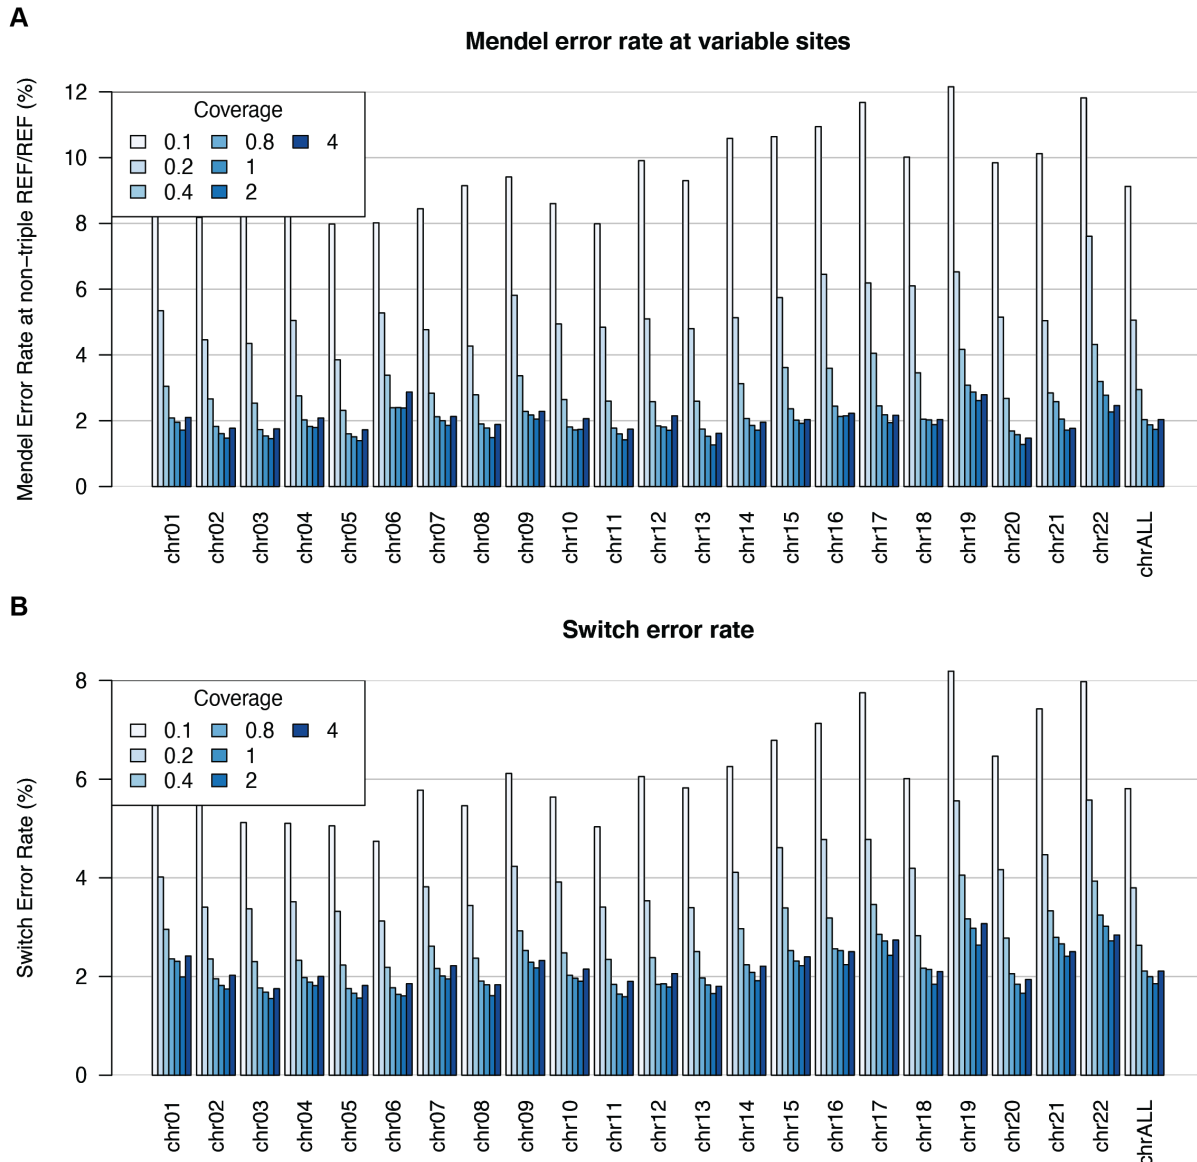 A
Mendel error rate at variable sites
Mendel Error Rate at non−triple REF/REF (%)
12
10
8
6
4
2
0
Coverage
0.1 0.8 4
0.2 1
0.4 2
chr01 chr02 chr03 chr04 chr05 chr06 chr07 chr08 chr09 chr10 chr11 chr12 chr13 chr14 chr15 chr16 chr17 chr18 chr19 chr20 chr21 chr22 chrALL
B
Switch error rate
Switch Error Rate (%)
8
6
4
2
0
Coverage
0.1 0.8 4
0.2 1
0.4 2
chr01 chr02 chr03 chr04 chr05 chr06 chr07 chr08 chr09 chr10 chr11 chr12 chr13 chr14 chr15 chr16 chr17 chr18 chr19 chr20 chr21 chr22 chrALL